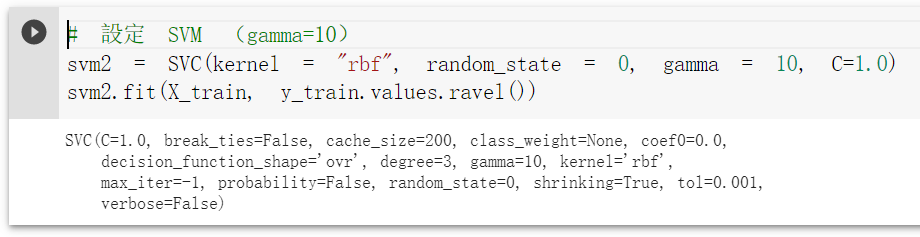 # 設定 SVM （gamma=10）
svm2 = SVC(kernel = "rbf", random_state = 0, gamma = 10, C=1.0)
svm2.fit(X_train, y_train.values.ravel())
SVC(C=1.0, break_ties=False, cache_size=200, class_weight=None, coef0=0.0,
decision_function_shape='ovr', degree=3, gamma=10, kernel='rbf',
max_iter=-1, probability=False, random_state=0, shrinking=True, tol=0.001,
verbose=False)